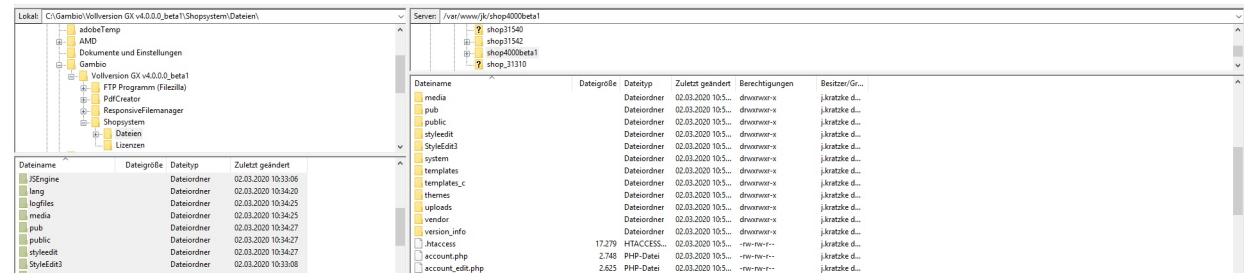 Lokal: C:\Gambio\Vollversion GX v4.0.0.0_beta1\Shopsystem\Dateien\
adobeTemp
AMD
Dokumente und Einstellungen
Gambio
Vollversion GX v4.0.0.0_beta1
FTP Programm (Filezilla)
PdfCreator
ResponsiveFilemanager
Shopsystem
Dateien
Lizenzen
Dateiname Dateigröße Dateityp Zuletzt geändert
JSEngine Dateiordner 02.03.2020 10:33:06
lang Dateiordner 02.03.2020 10:34:20
logfiles Dateiordner 02.03.2020 10:34:25
media Dateiordner 02.03.2020 10:34:25
pub Dateiordner 02.03.2020 10:34:27
public Dateiordner 02.03.2020 10:34:27
styleedit Dateiordner 02.03.2020 10:34:27
StyleEdit3 Dateiordner 02.03.2020 10:33:08
Server: /var/www/jk/shop4000beta1
? shop31540
shop31542
shop4000beta1
? shop_31310
Dateiname Dateigröße Dateityp Zuletzt geändert Berechtigungen Besitzer/Gr...
media Dateiordner 02.03.2020 10:5... drwxrwxr-x j.kratzke d...
pub Dateiordner 02.03.2020 10:5... drwxrwxr-x j.kratzke d...
public Dateiordner 02.03.2020 10:5... drwxrwxr-x j.kratzke d...
styleedit Dateiordner 02.03.2020 10:5... drwxrwxr-x j.kratzke d...
StyleEdit3 Dateiordner 02.03.2020 10:5... drwxrwxr-x j.kratzke d...
system Dateiordner 02.03.2020 10:5... drwxrwxr-x j.kratzke d...
templates Dateiordner 02.03.2020 10:5... drwxrwxr-x j.kratzke d...
templates_c Dateiordner 02.03.2020 10:5... drwxrwxr-x j.kratzke d...
themes Dateiordner 02.03.2020 10:5... drwxrwxr-x j.kratzke d...
uploads Dateiordner 02.03.2020 10:5... drwxrwxr-x j.kratzke d...
vendor Dateiordner 02.03.2020 10:5... drwxrwxr-x j.kratzke d...
version_info Dateiordner 02.03.2020 10:5... drwxrwxr-x j.kratzke d...
.htaccess 17.279 HTACCESS... 02.03.2020 10:5... -rw-rw-r-- j.kratzke d...
account.php 2.748 PHP-Datei 02.03.2020 10:5... -rw-rw-r-- j.kratzke d...
account_edit.php 2.625 PHP-Datei 02.03.2020 10:5... -rw-rw-r-- j.kratzke d...